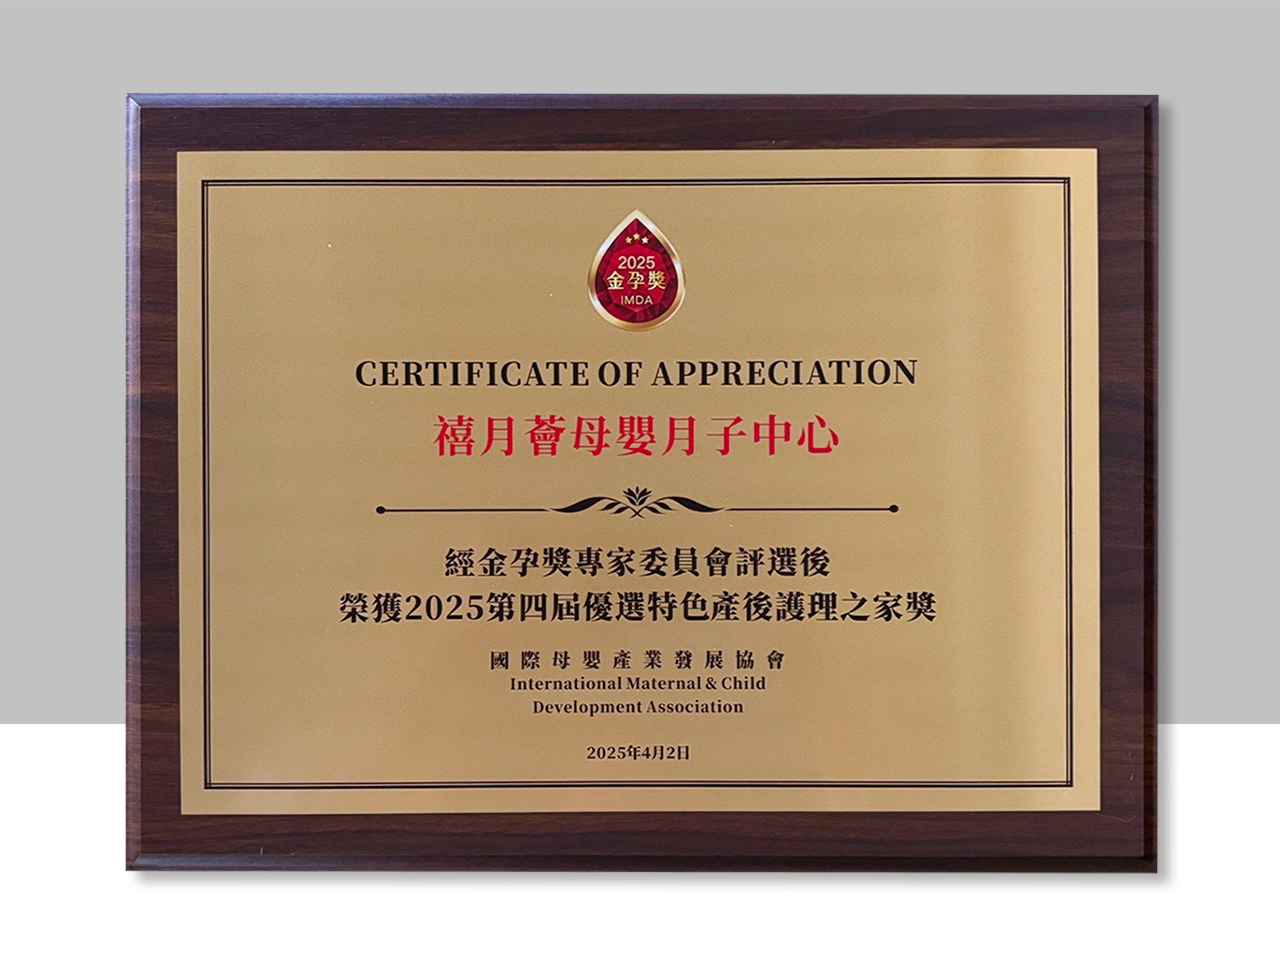 2025
金孕獎
IMDA
CERTIFICATE OF APPRECIATION
禧月薈母嬰月子中心
經金孕獎專家委員會評選後
榮獲2025第四屆優選特色產後護理之家獎
國際母嬰產業發展協會
International Maternal & Child
Development Association
2025年4月2日